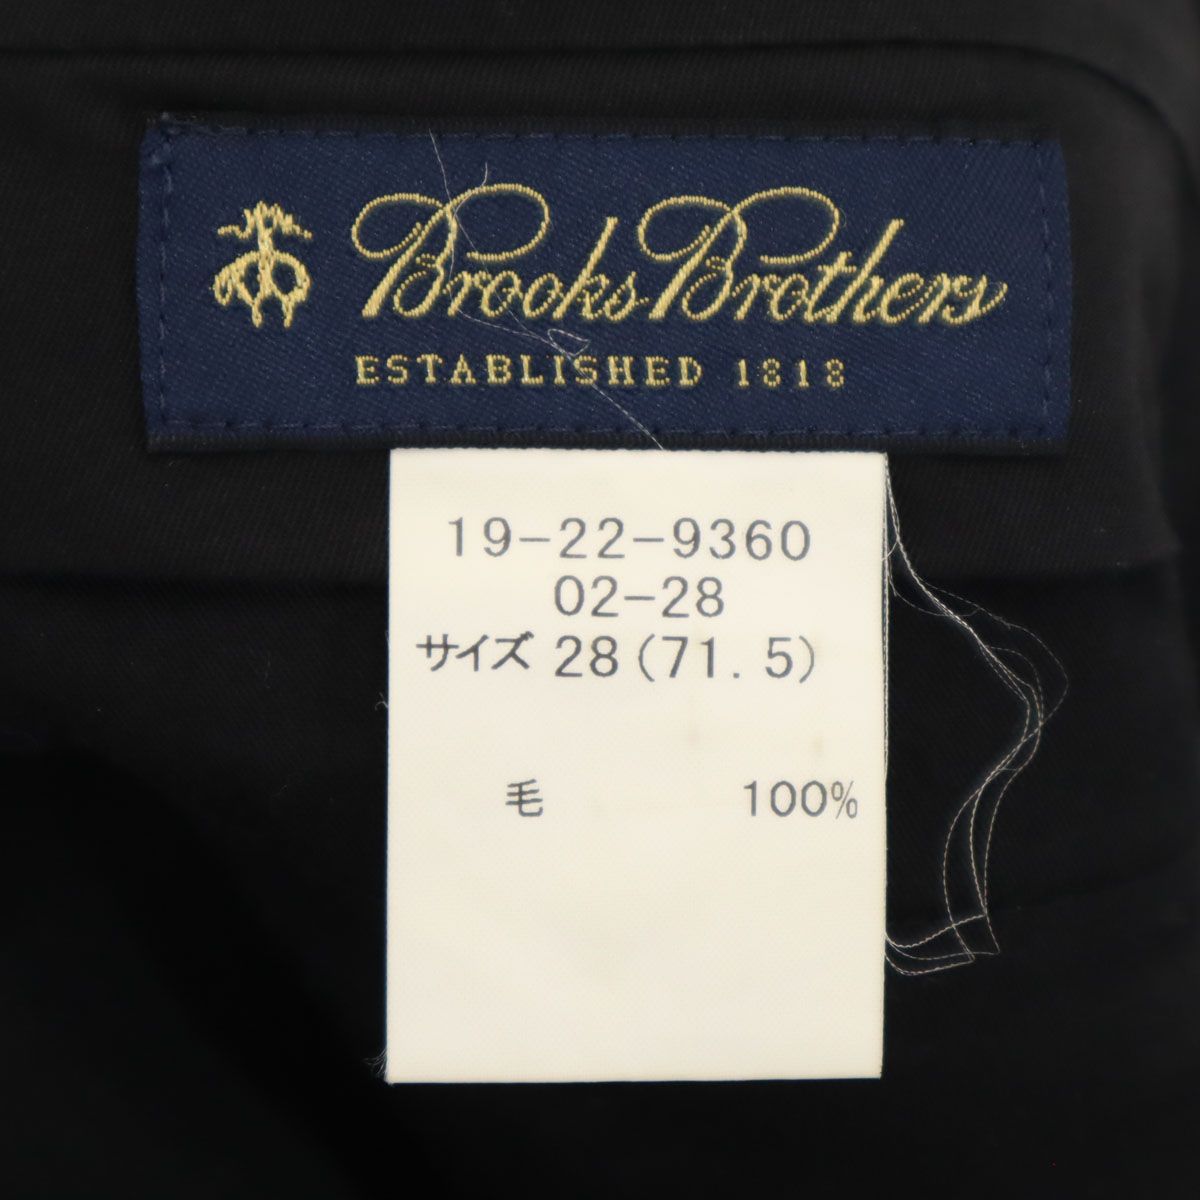 Brooks Brothers
ESTABLISHED 1818
19-22-9360
02-28
サイズ 28(71.5)
毛 100%